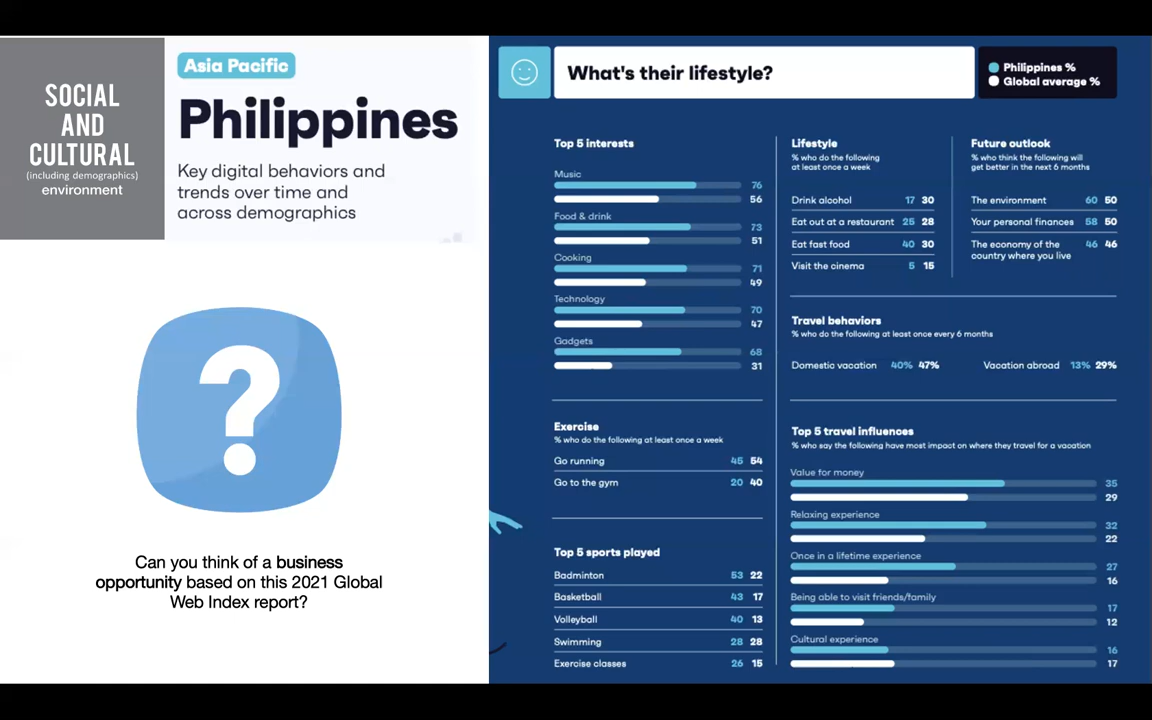 SOCIAL
AND
CULTURAL
(including demographics)
environment
Asia Pacific
Philippines
Key digital behaviors and
trends over time and
across demographics
?
Can you think of a business
opportunity based on this 2021 Global
Web Index report?
What's their lifestyle?
Philippines %
Global average %
Top 5 interests
Music
76
56
Food & drink
73
51
Cooking
71
49
Technology
70
47
Gadgets
68
31
Exercise
% who do the following at least once a week
Go running 45 54
Go to the gym 20 40
Top 5 sports played
Badminton 53 22
Basketball 43 17
Volleyball 40 13
Swimming 28 28
Exercise classes 26 15
Lifestyle
% who do the following
at least once a week
Drink alcohol 17 30
Eat out at a restaurant 25 28
Eat fast food 40 30
Visit the cinema 5 15
Future outlook
% who think the following will
get better in the next 6 months
The environment 60 50
Your personal finances 58 50
The economy of the 46 46
country where you live
Travel behaviors
% who do the following at least once every 6 months
Domestic vacation 40% 47% Vacation abroad 13% 29%
Top 5 travel influences
% who say the following have most impact on where they travel for a vacation
Value for money
35
29
Relaxing experience
32
22
Once in a lifetime experience
27
16
Being able to visit friends/family
17
12
Cultural experience
16
17